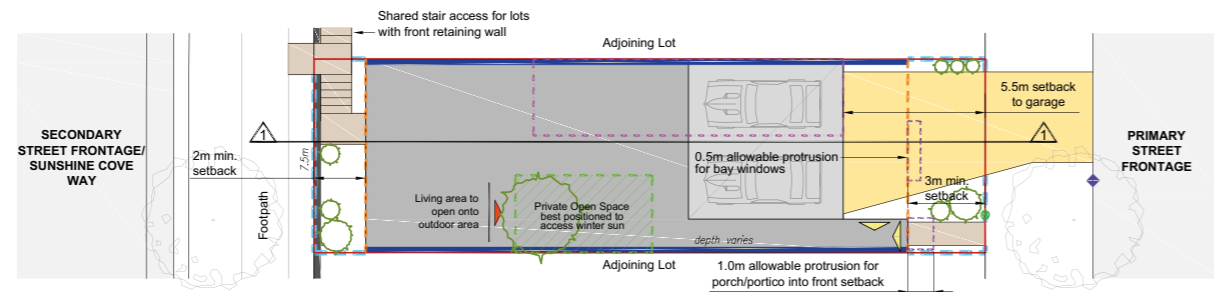 Shared stair access for lots
with front retaining wall
Adjoining Lot
5.5m setback
to garage
SECONDARY
STREET FRONTAGE/
SUNSHINE COVE
WAY
1
1
PRIMARY
STREET
FRONTAGE
2m min.
setback
7.5m
0.5m allowable protrusion
for bay windows
3m min.
setback
Footpath
Living area to
open onto
outdoor area
Private Open Space
best positioned to
access winter sun
depth varies
Adjoining Lot
1.0m allowable protrusion for
porch/portico into front setback